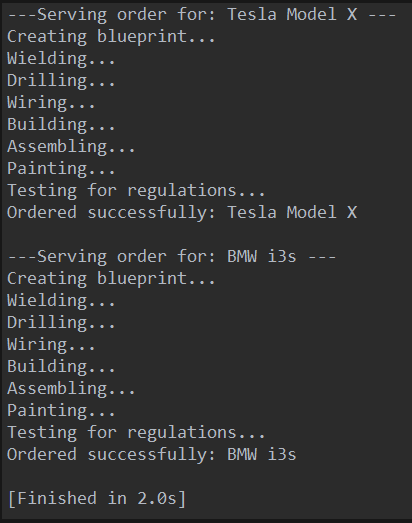 ---Serving order for: Tesla Model X ---
Creating blueprint...
Wielding...
Drilling...
Wiring...
Building...
Assembling...
Painting...
Testing for regulations...
Ordered successfully: Tesla Model X
---Serving order for: BMW i3s ---
Creating blueprint...
Wielding...
Drilling...
Wiring...
Building...
Assembling...
Painting...
Testing for regulations...
Ordered successfully: BMW i3s
[Finished in 2.0s]